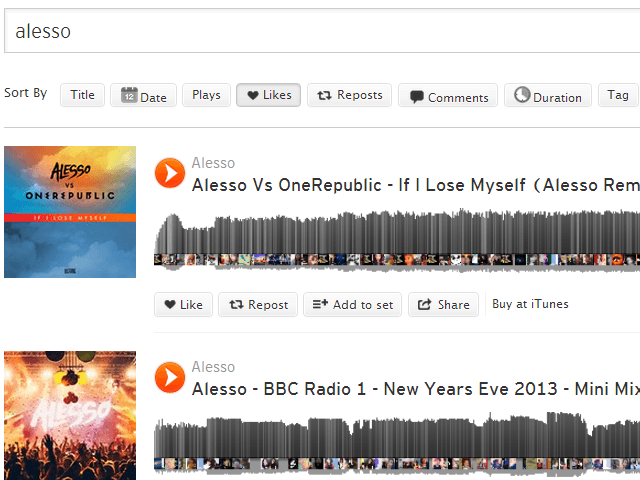 alesso
Sort By Title 12 Date Plays Likes Reposts Comments Duration Tag
ALESSO
VS
ONEREPUBLIC
IF I LOSE MYSELF
Alesso
Alesso Vs OneRepublic - If I Lose Myself (Alesso Rem
Like Repost Add to set Share Buy at iTunes
ALESSO
Alesso
Alesso - BBC Radio 1 - New Years Eve 2013 - Mini Mix